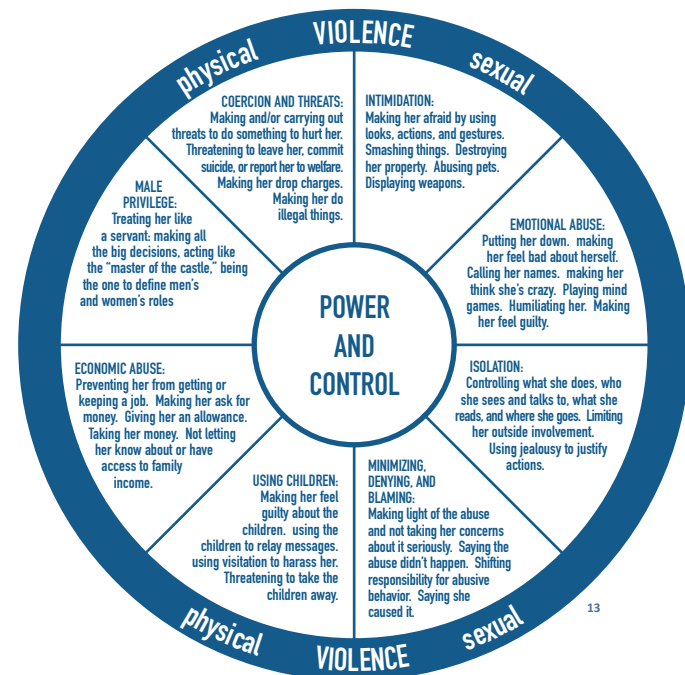 physical VIOLENCE sexual
COERCION AND THREATS:
Making and/or carrying out
threats to do something to hurt her.
Threatening to leave her, commit
suicide, or report her to welfare.
Making her drop charges.
Making her do
illegal things.
INTIMIDATION:
Making her afraid by using
looks, actions, and gestures.
Smashing things. Destroying
her property. Abusing pets.
Displaying weapons.
MALE
PRIVILEGE:
Treating her like
a servant: making all
the big decisions, acting like
the “master of the castle,” being
the one to define men’s
and women’s roles
EMOTIONAL ABUSE:
Putting her down. making
her feel bad about herself.
Calling her names. making her
think she’s crazy. Playing mind
games. Humiliating her. Making
her feel guilty.
POWER
AND
CONTROL
ECONOMIC ABUSE:
Preventing her from getting or
keeping a job. Making her ask for
money. Giving her an allowance.
Taking her money. Not letting
her know about or have
access to family
income.
ISOLATION:
Controlling what she does, who
she sees and talks to, what she
reads, and where she goes. Limiting
her outside involvement.
Using jealousy to justify
actions.
USING CHILDREN:
Making her feel
guilty about the
children. using the
children to relay messages.
using visitation to harass her.
Threatening to take the
children away.
MINIMIZING,
DENYING, AND
BLAMING:
Making light of the abuse
and not taking her concerns
about it seriously. Saying the
abuse didn’t happen. Shifting
responsibility for abusive
behavior. Saying she
caused it.
13
physical VIOLENCE sexual